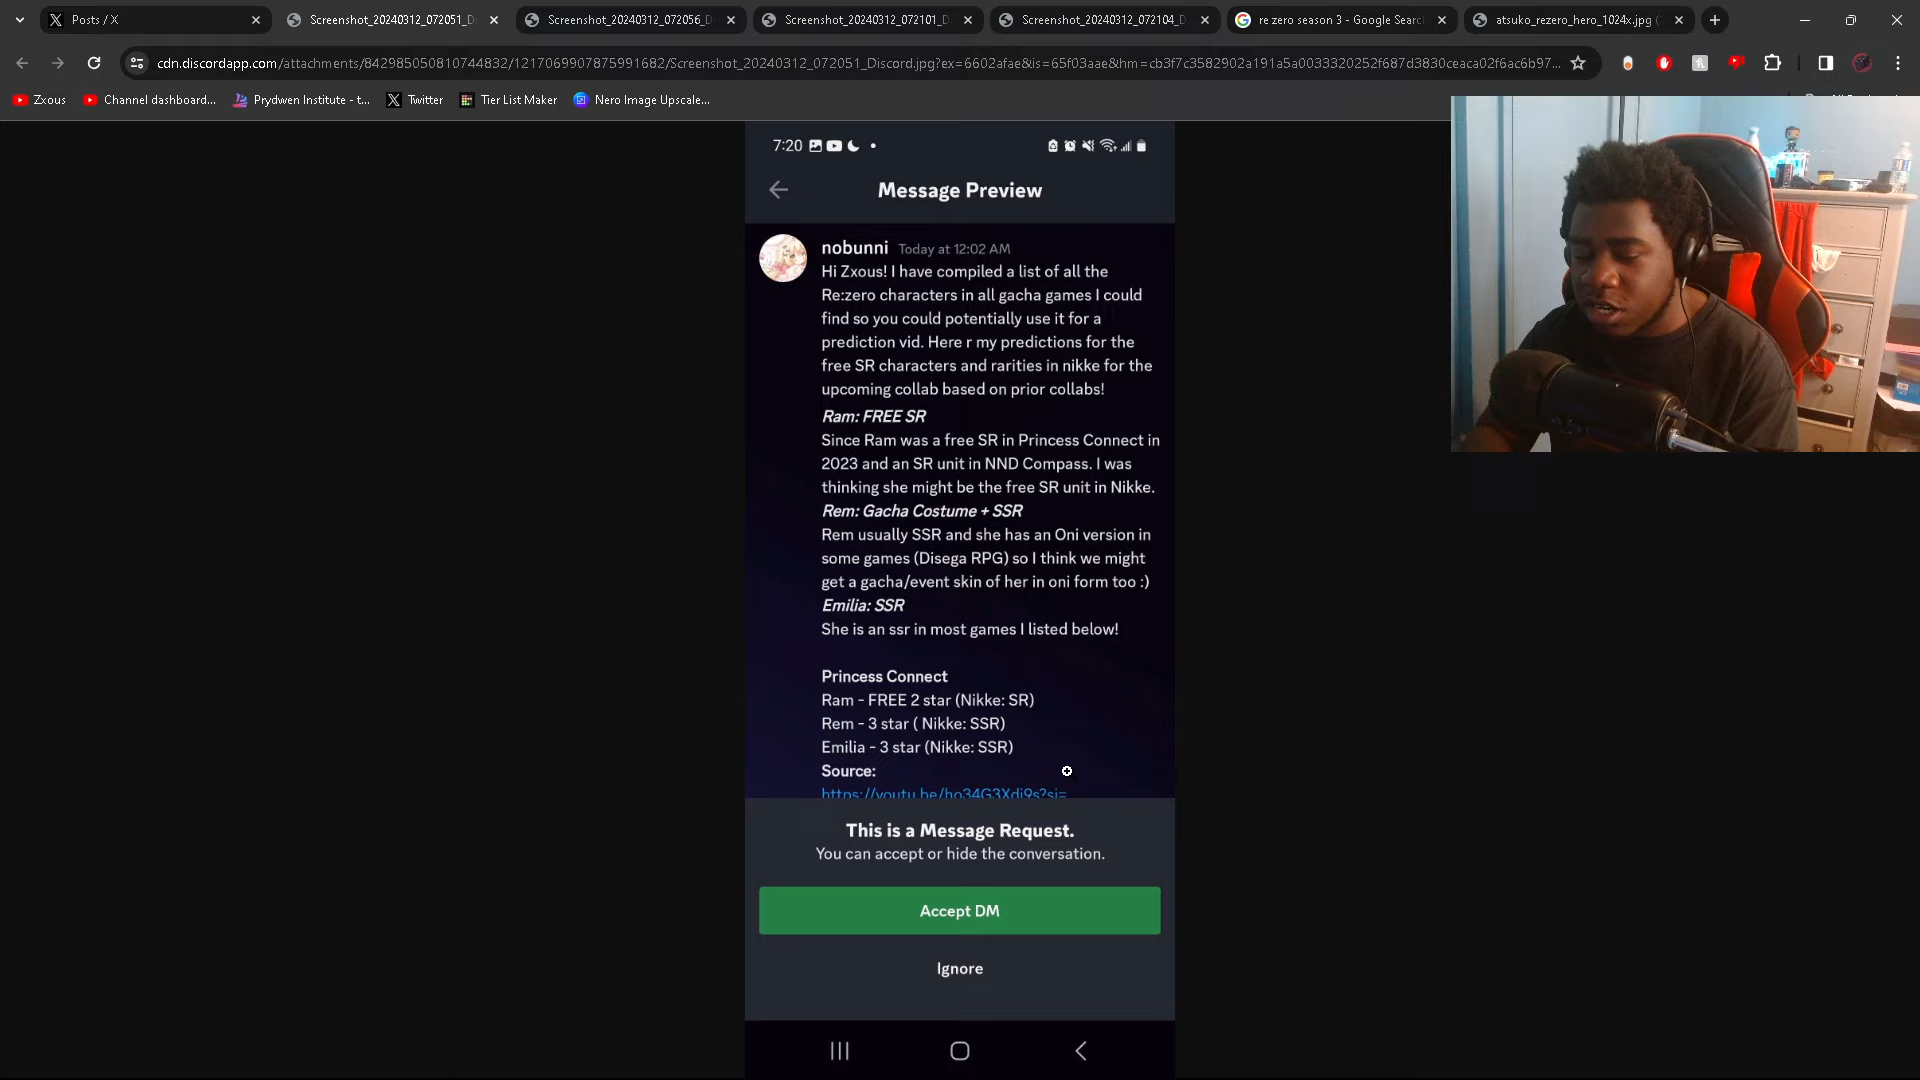 Posts / X
Screenshot_20240312_072051_D
Screenshot_20240312_072056_D
Screenshot_20240312_072101_D
Screenshot_20240312_072104_D
re zero season 3 - Google Searc
atsuko_rezero_hero_1024x.jpg (
cdn.discordapp.com/attachments/842985050810744832/1217069907875991682/Screenshot_20240312_072051_Discord.jpg?ex=6602afae&is=65f03aae&hm=cb3f7c3582902a191a5a0033320252f687d3830ceaca02f6ac6b97...
Zxous
Channel dashboard...
Prydwen Institute - t...
Twitter
Tier List Maker
Nero Image Upscale...
7:20
Message Preview
nobunni Today at 12:02 AM
Hi Zxous! I have compiled a list of all the
Re:zero characters in all gacha games I could
find so you could potentially use it for a
prediction vid. Here r my predictions for the
free SR characters and rarities in nikke for the
upcoming collab based on prior collabs!
Ram: FREE SR
Since Ram was a free SR in Princess Connect in
2023 and an SR unit in NND Compass. I was
thinking she might be the free SR unit in Nikke.
Rem: Gacha Costume + SSR
Rem usually SSR and she has an Oni version in
some games (Disega RPG) so I think we might
get a gacha/event skin of her in oni form too :)
Emilia: SSR
She is an ssr in most games I listed below!
Princess Connect
Ram - FREE 2 star (Nikke: SR)
Rem - 3 star ( Nikke: SSR)
Emilia - 3 star (Nikke: SSR)
Source:
https://youtu.be/ho34G3Xdi9s?si=
This is a Message Request.
You can accept or hide the conversation.
Accept DM
Ignore